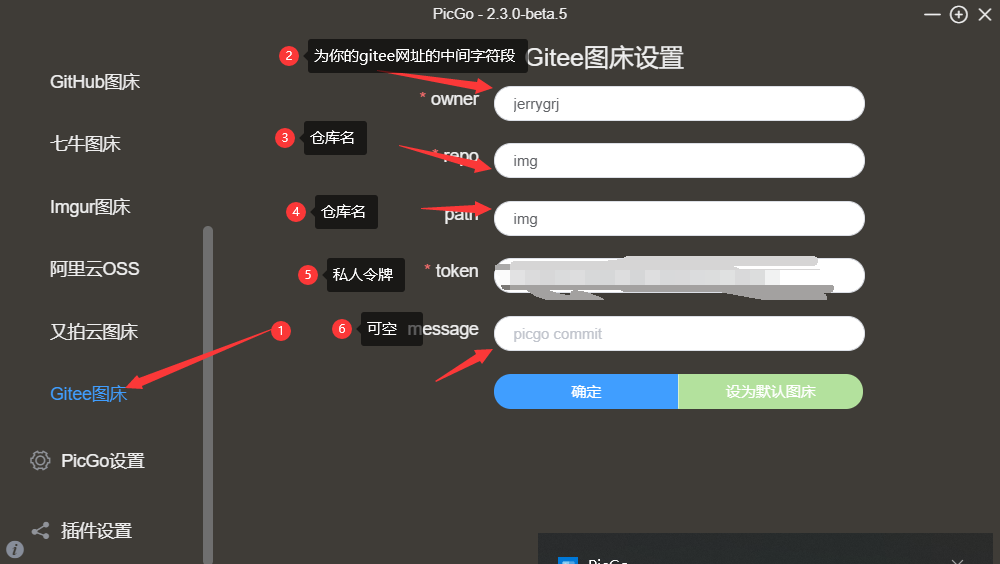 PicGo - 2.3.0-beta.5
GitHub图床
七牛图床
Imgur图床
阿里云OSS
又拍云图床
Gitee图床
PicGo设置
插件设置
1
2 为你的gitee网址的中间字符段
Gitee图床设置
* owner
jerrygrj
3 仓库名
* repo
img
4 仓库名
path
img
5 私人令牌
* token
6 可空
message
picgo commit
确定
设为默认图床
PicGo